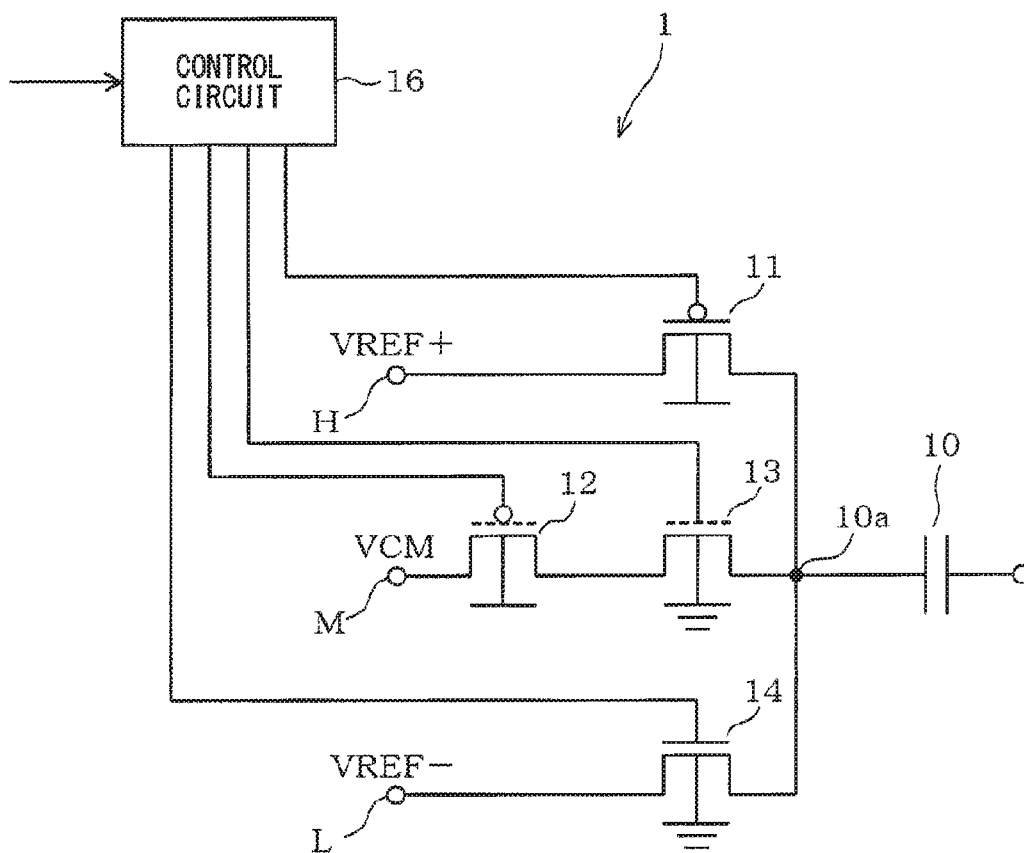 1
CONTROL
CIRCUIT
16
11
VREF+
H
10
12
13
10a
VCM
M
14
VREF−
L